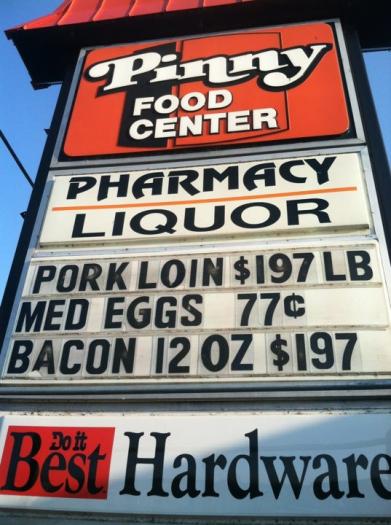 Pinny
FOOD
CENTER
PHARMACY
LIQUOR
PORK LOIN $197 LB
MED EGGS 77¢
BACON 12 OZ $197
Do it
Best Hardware